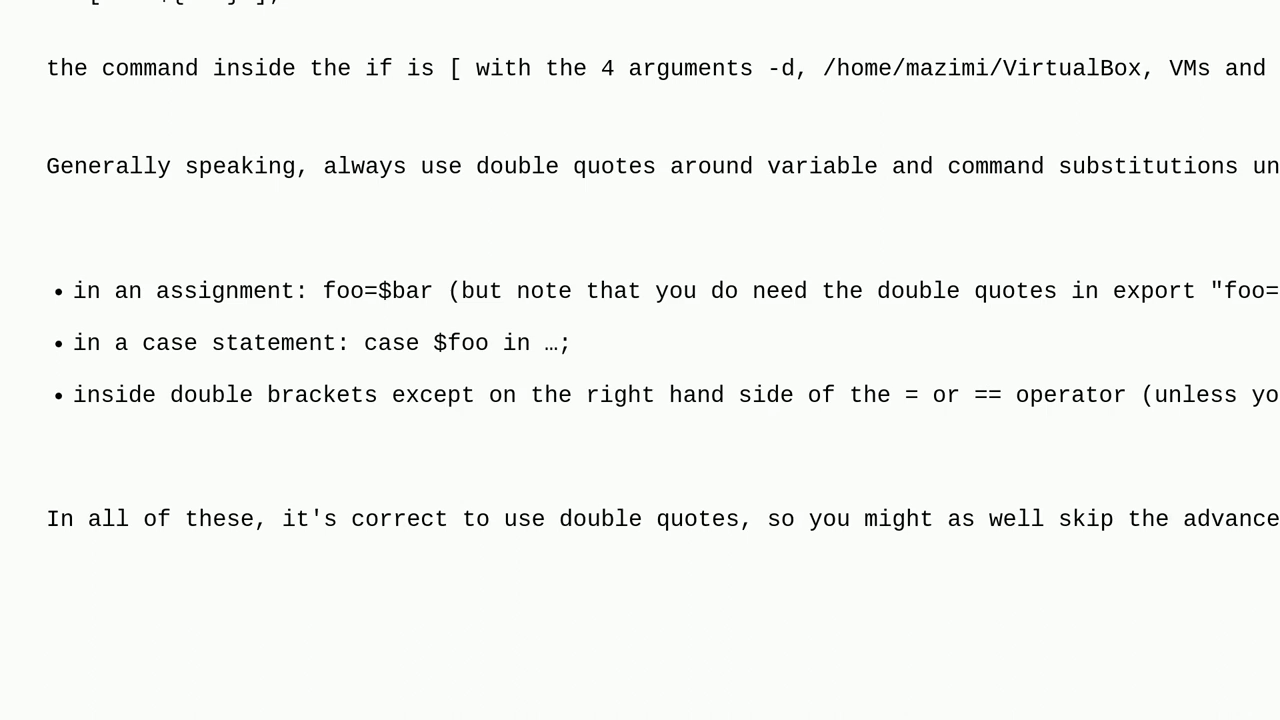 the command inside the if is [ with the 4 arguments -d, /home/mazimi/VirtualBox, VMs and
Generally speaking, always use double quotes around variable and command substitutions un
• in an assignment: foo=$bar (but note that you do need the double quotes in export "foo=
• in a case statement: case $foo in …;
• inside double brackets except on the right hand side of the = or == operator (unless yo
In all of these, it's correct to use double quotes, so you might as well skip the advance